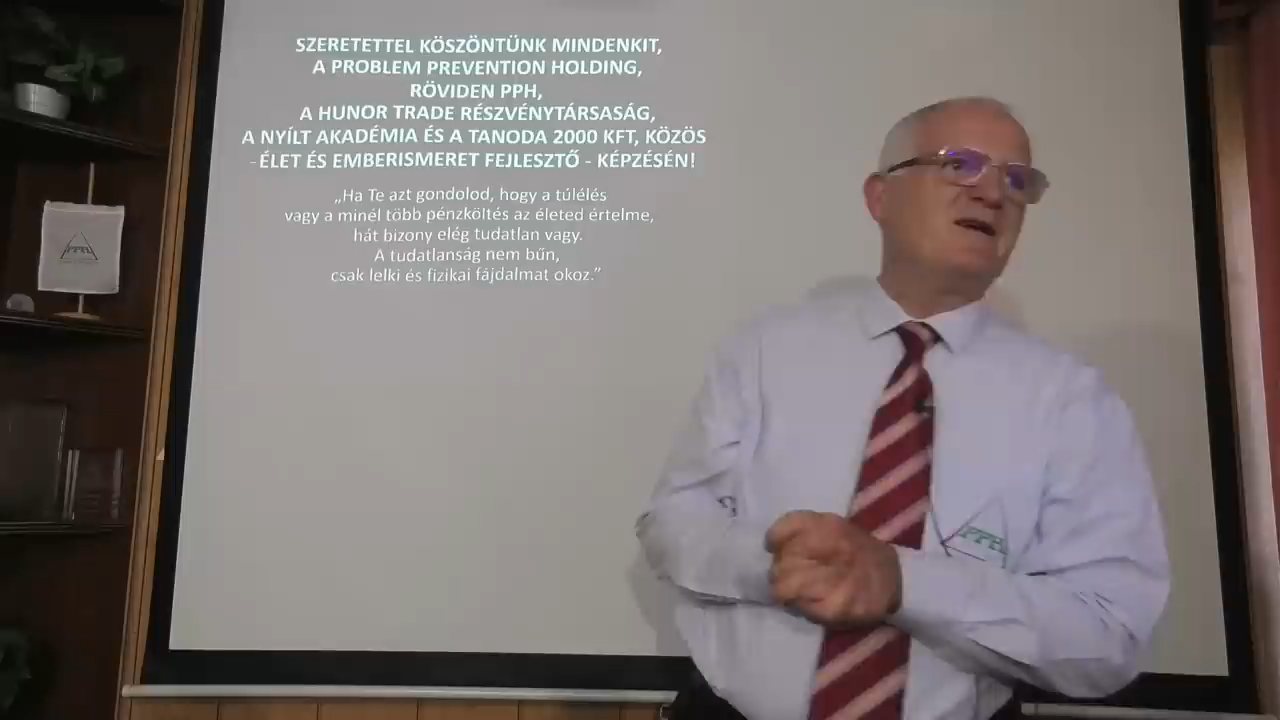 SZERETETTEL KÖSZÖNTÜNK MINDENKIT,
A PROBLEM PREVENTION HOLDING,
RÖVIDEN PPH,
A HUNOR TRADE RÉSZVÉNYTÁRSASÁG,
A NYÍLT AKADÉMIA ÉS A TANODA 2000 KFT, KÖZÖS
- ÉLET ÉS EMBERISMERET FEJLESZTŐ - KÉPZÉSÉN!
„Ha Te azt gondolod, hogy a túlélés
vagy a minél több pénzköltés az életed értelme,
hát bizony elég tudatlan vagy.
A tudatlanság nem bűn,
csak lelki és fizikai fájdalmat okoz.”
PPH
PPH